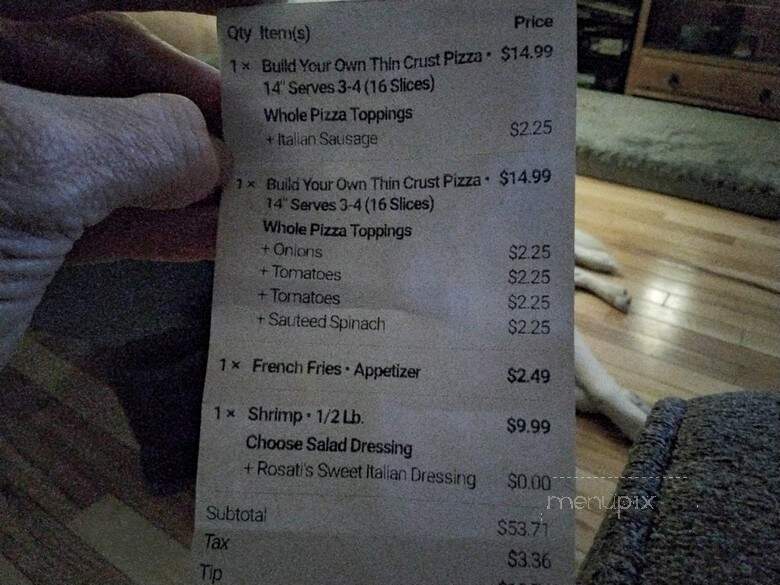 Qty Item(s) Price
1 × Build Your Own Thin Crust Pizza • $14.99
14" Serves 3-4 (16 Slices)
Whole Pizza Toppings
+ Italian Sausage $2.25
1 × Build Your Own Thin Crust Pizza • $14.99
14" Serves 3-4 (16 Slices)
Whole Pizza Toppings
+ Onions $2.25
+ Tomatoes $2.25
+ Tomatoes $2.25
+ Sauteed Spinach $2.25
1 × French Fries • Appetizer $2.49
1 × Shrimp • 1/2 Lb. $9.99
Choose Salad Dressing
+ Rosati's Sweet Italian Dressing $0.00
menupix
Subtotal $53.71
Tax $3.36
Tip